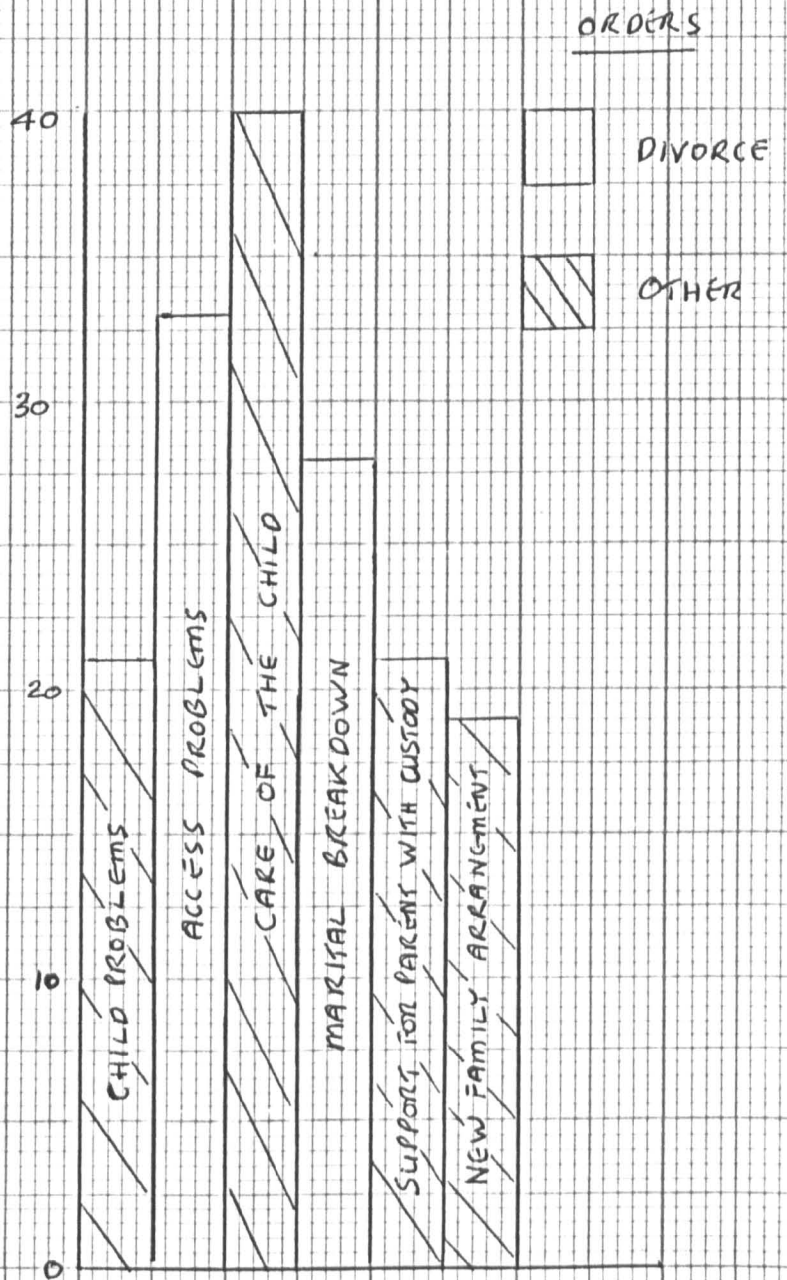 ORDERS
40
DIVORCE
OTHER
30
20
10
0
CHILD PROBLEMS
ACCESS PROBLEMS
CARE OF THE CHILD
MARITAL BREAKDOWN
SUPPORT FOR PARENT WITH CUSTODY
NEW FAMILY ARRANGMENT